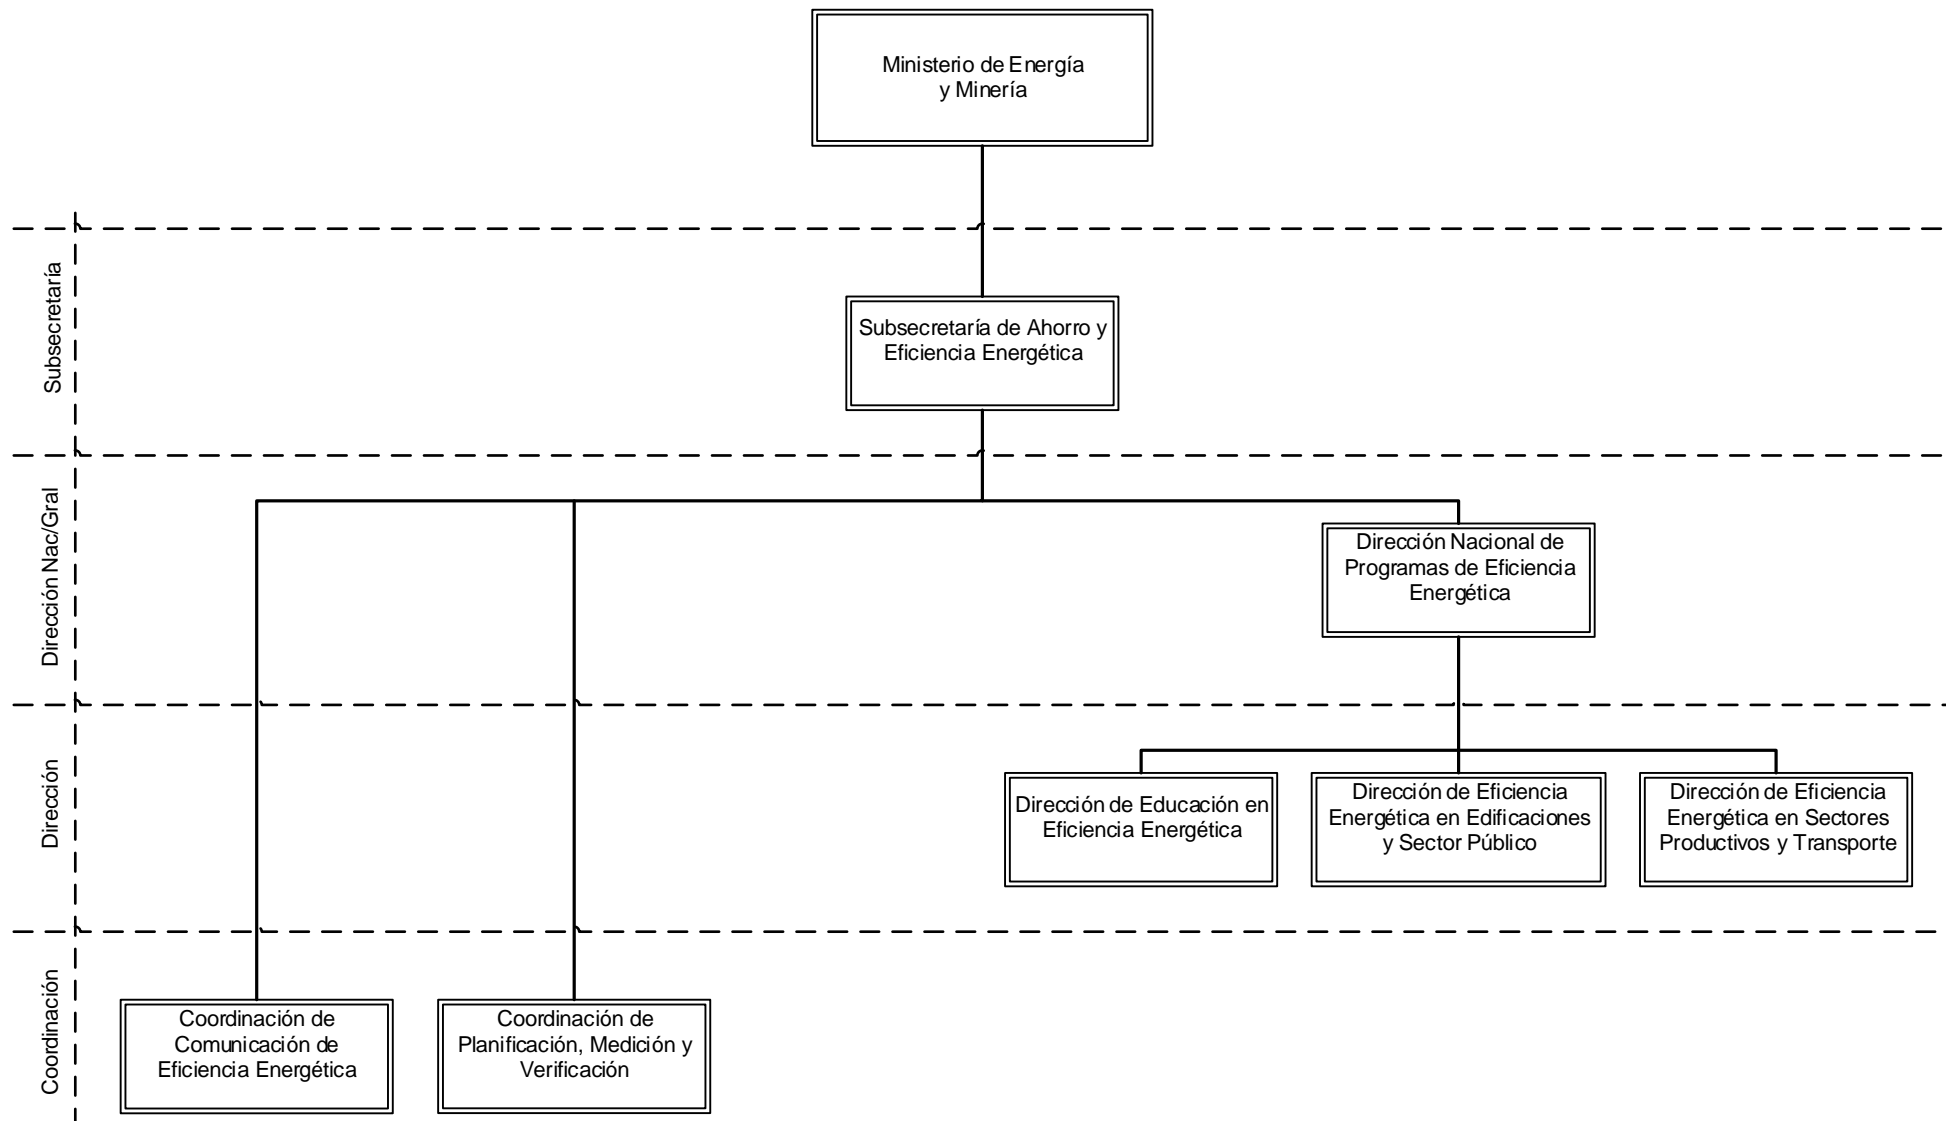 Ministerio de Energía
y Minería
Subsecretaría
Subsecretaría de Ahorro y
Eficiencia Energética
Dirección Nac/Gral
Dirección Nacional de
Programas de Eficiencia
Energética
Dirección
Dirección de Educación en
Eficiencia Energética
Dirección de Eficiencia
Energética en Edificaciones
y Sector Público
Dirección de Eficiencia
Energética en Sectores
Productivos y Transporte
Coordinación
Coordinación de
Comunicación de
Eficiencia Energética
Coordinación de
Planificación, Medición y
Verificación